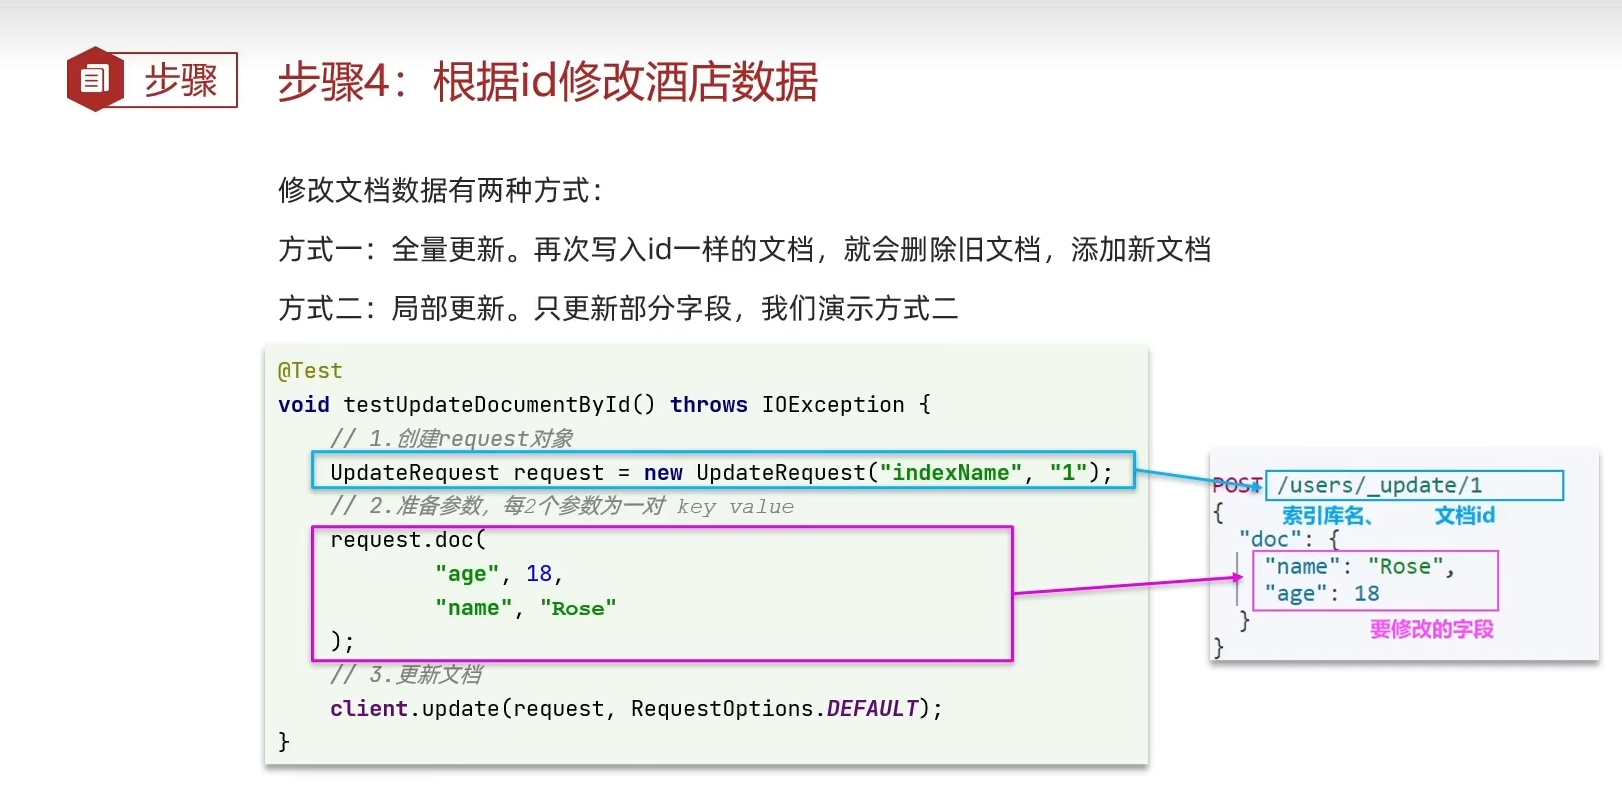 步骤
步骤4：根据id修改酒店数据
修改文档数据有两种方式：
方式一：全量更新。再次写入id一样的文档，就会删除旧文档，添加新文档
方式二：局部更新。只更新部分字段，我们演示方式二
@Test
void testUpdateDocumentById() throws IOException {
// 1.创建request对象
UpdateRequest request = new UpdateRequest("indexName", "1");
// 2.准备参数，每2个参数为一对 key value
request.doc(
"age", 18,
"name", "Rose"
);
// 3.更新文档
client.update(request, RequestOptions.DEFAULT);
}
POST /users/_update/1
{ 索引库名、 文档id
"doc": {
"name": "Rose",
"age": 18
}
要修改的字段
}